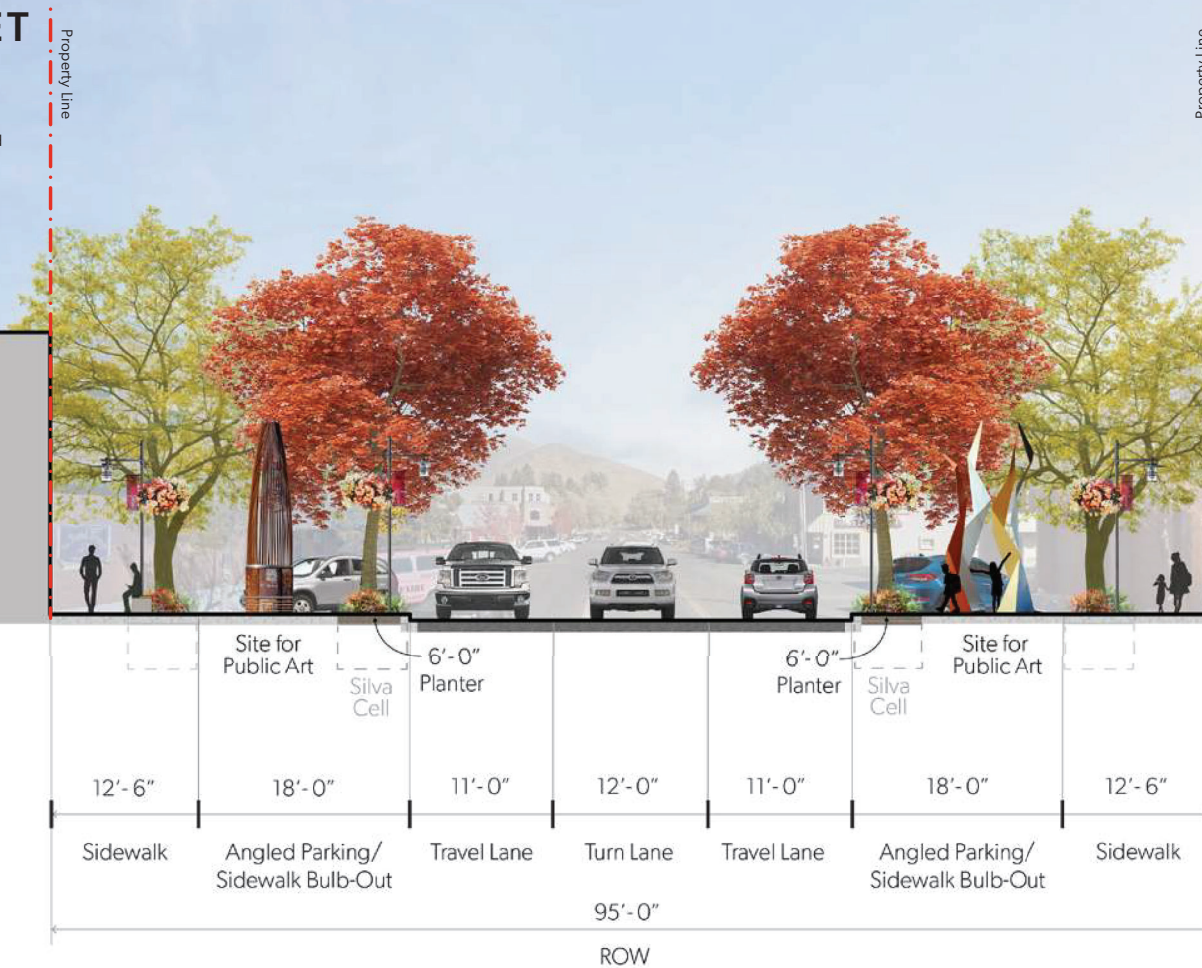 ET
Property Line
Property Line
Site for
Public Art
6'-0"
Planter
Silva
Cell
6'-0"
Planter
Silva
Cell
Site for
Public Art
12'-6"
18'-0"
11'-0"
12'-0"
11'-0"
18'-0"
12'-6"
Sidewalk
Angled Parking/
Sidewalk Bulb-Out
Travel Lane
Turn Lane
Travel Lane
Angled Parking/
Sidewalk Bulb-Out
Sidewalk
95'-0"
ROW